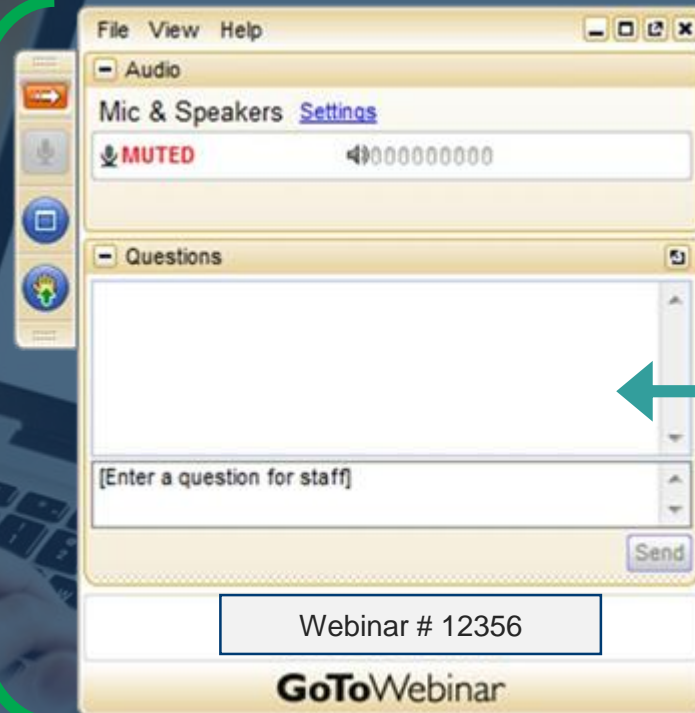 File View Help
Audio
Mic & Speakers Settings
MUTED
Questions
[Enter a question for staff]
Send
Webinar # 12356
GoToWebinar